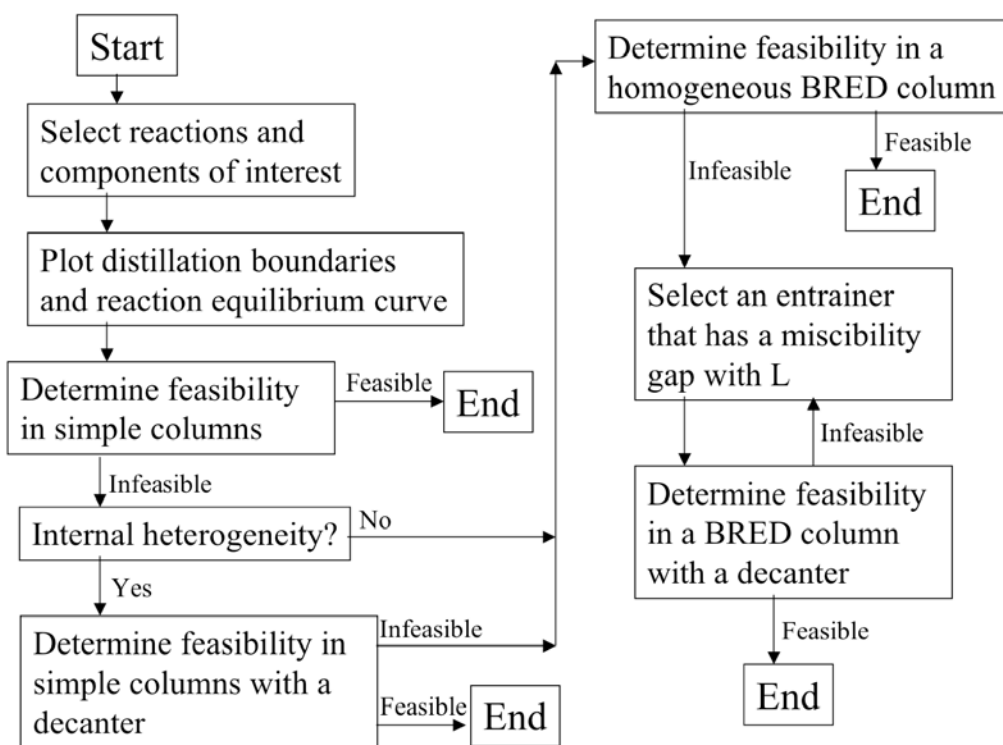 Start
Select reactions and
components of interest
Plot distillation boundaries
and reaction equilibrium curve
Determine feasibility
in simple columns
Feasible
End
Infeasible
Internal heterogeneity?
No
Yes
Determine feasibility in
simple columns with a
decanter
Infeasible
Feasible
End
Determine feasibility in a
homogeneous BRED column
Infeasible
Feasible
End
Select an entrainer
that has a miscibility
gap with L
Infeasible
Determine feasibility
in a BRED column
with a decanter
Feasible
End